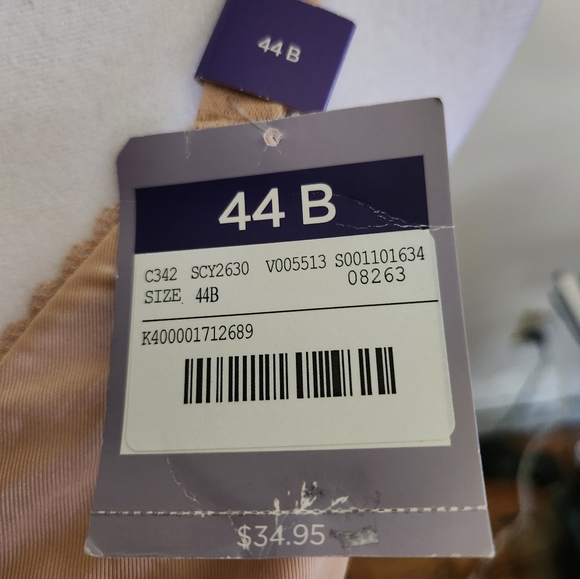 44 B
44 B
C342 SCY2630 V005513 S001101634
SIZE 44B 08263
K400001712689
$34.95